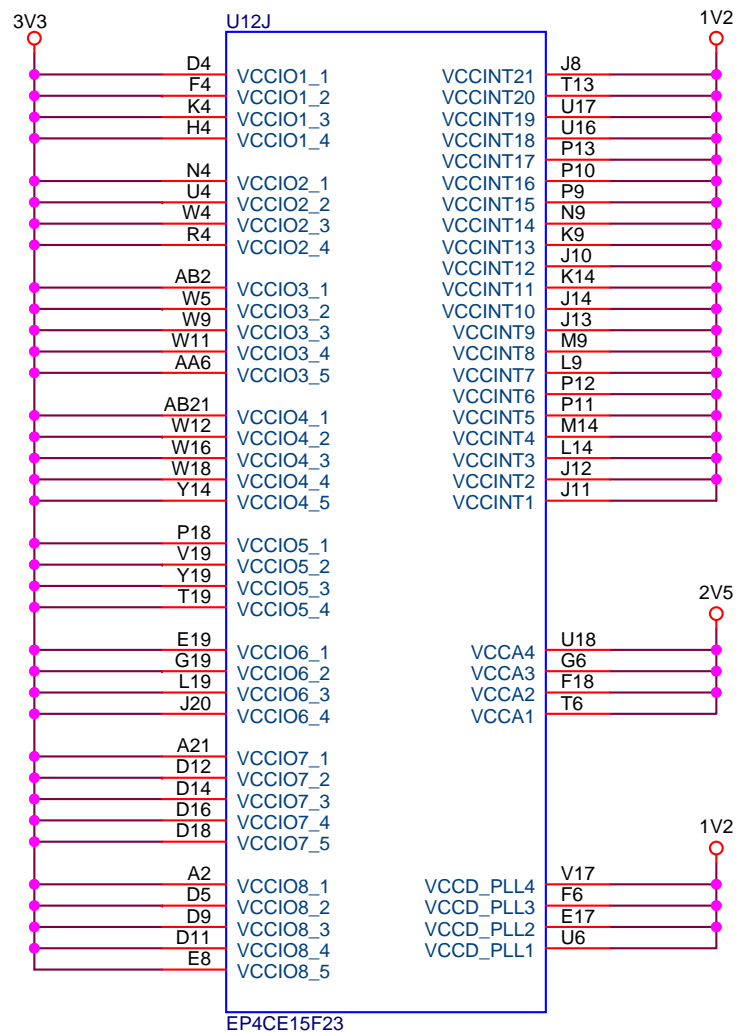 3V3 U12J 1V2
D4 VCCIO1_1 VCCINT21 J8
F4 VCCIO1_2 VCCINT20 T13
K4 VCCIO1_3 VCCINT19 U17
H4 VCCIO1_4 VCCINT18 U16
VCCINT17 P13
N4 VCCIO2_1 VCCINT16 P10
U4 VCCIO2_2 VCCINT15 P9
W4 VCCIO2_3 VCCINT14 N9
R4 VCCIO2_4 VCCINT13 K9
VCCINT12 J10
AB2 VCCIO3_1 VCCINT11 K14
W5 VCCIO3_2 VCCINT10 J14
W9 VCCIO3_3 VCCINT9 J13
W11 VCCIO3_4 VCCINT8 M9
AA6 VCCIO3_5 VCCINT7 L9
VCCINT6 P12
AB21 VCCIO4_1 VCCINT5 P11
W12 VCCIO4_2 VCCINT4 M14
W16 VCCIO4_3 VCCINT3 L14
W18 VCCIO4_4 VCCINT2 J12
Y14 VCCIO4_5 VCCINT1 J11
P18 VCCIO5_1
V19 VCCIO5_2
Y19 VCCIO5_3
T19 VCCIO5_4
2V5
E19 VCCIO6_1 VCCA4 U18
G19 VCCIO6_2 VCCA3 G6
L19 VCCIO6_3 VCCA2 F18
J20 VCCIO6_4 VCCA1 T6
A21 VCCIO7_1
D12 VCCIO7_2
D14 VCCIO7_3
D16 VCCIO7_4
D18 VCCIO7_5
1V2
A2 VCCIO8_1 VCCD_PLL4 V17
D5 VCCIO8_2 VCCD_PLL3 F6
D9 VCCIO8_3 VCCD_PLL2 E17
D11 VCCIO8_4 VCCD_PLL1 U6
E8 VCCIO8_5
EP4CE15F23